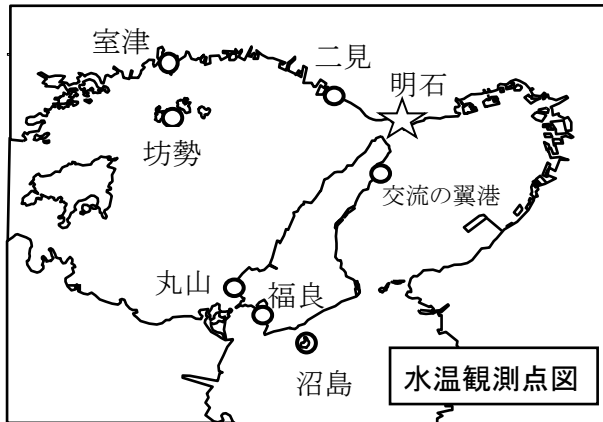 室津
二見
明石
坊勢
交流の翼港
丸山
福良
沼島
水温観測点図